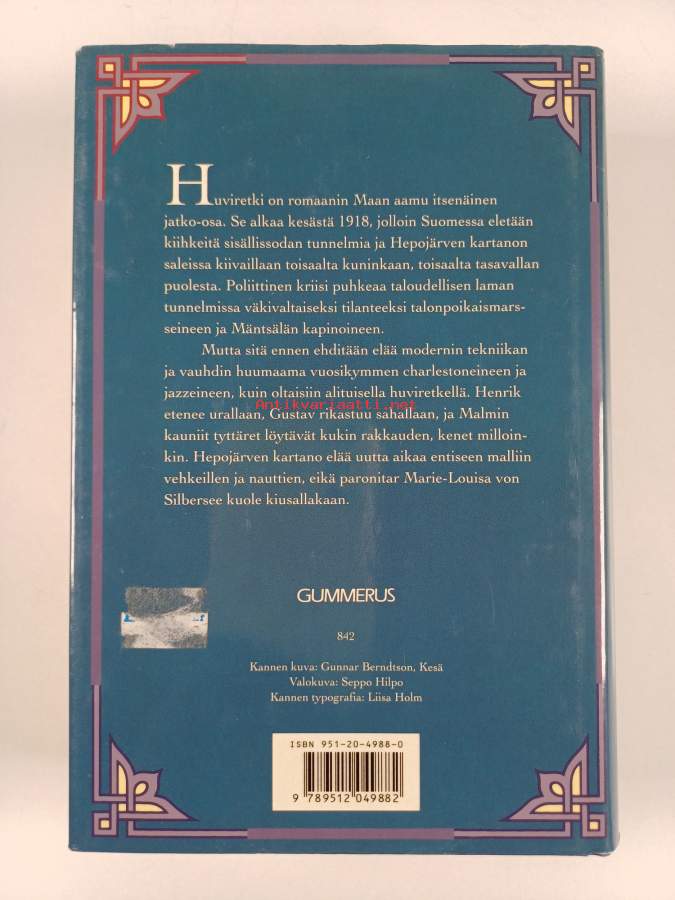 Huviretki on romaanin Maan aamu itsenäinen
jatko-osa. Se alkaa kesästä 1918, jolloin Suomessa eletään
kiihkeitä sisällissodan tunnelmia ja Hepojärven kartanon
saleissa kiivaillaan toisaalta kuninkaan, toisaalta tasavallan
puolesta. Poliittinen kriisi puhkeaa taloudellisen laman
tunnelmissa väkivaltaiseksi tilanteeksi talonpoikaismars-
seineen ja Mäntsälän kapinoineen.
Mutta sitä ennen ehditään elää modernin tekniikan
ja vauhdin huumaama vuosikymmen charlestoneineen ja
jazzeineen, kuin oltaisiin alituisella huviretkellä. Henrik
Antikvariaatti.net
etenee urallaan, Gustav rikastuu sahallaan, ja Malmin
kauniit tyttäret löytävät kukin rakkauden, kenet milloin-
kin. Hepojärven kartano elää uutta aikaa entiseen malliin
vehkeillen ja nauttien, eikä paronitar Marie-Louisa von
Silbersee kuole kiusallakaan.
GUMMERUS
842
Kannen kuva: Gunnar Berndtson, Kesä
Valokuva: Seppo Hilpo
Kannen typografia: Liisa Holm
ISBN 951-20-4988-0
9 789512 049882